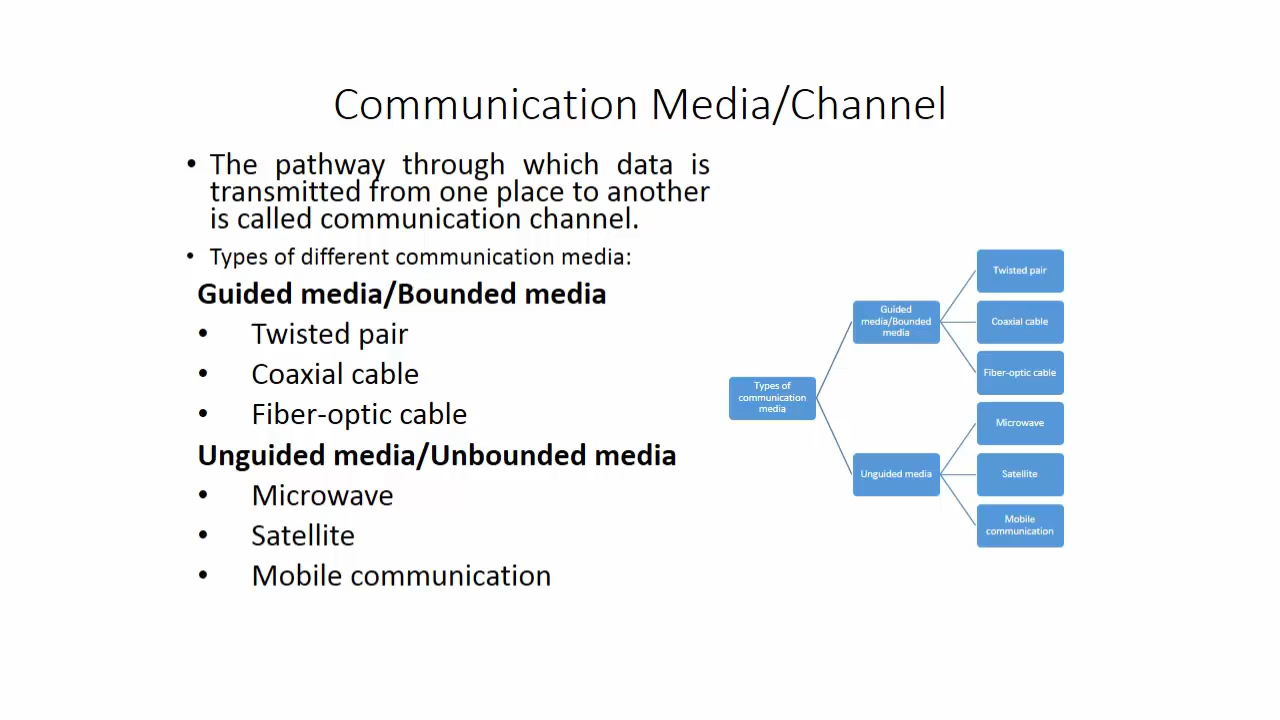 Communication Media/Channel
• The pathway through which data is
transmitted from one place to another
is called communication channel.
• Types of different communication media:
Guided media/Bounded media
• Twisted pair
• Coaxial cable
• Fiber-optic cable
Unguided media/Unbounded media
• Microwave
• Satellite
• Mobile communication
Types of
communication
media
Guided
media/Bounded
media
Twisted pair
Coaxial cable
Fiber-optic cable
Unguided media
Microwave
Satellite
Mobile
communication